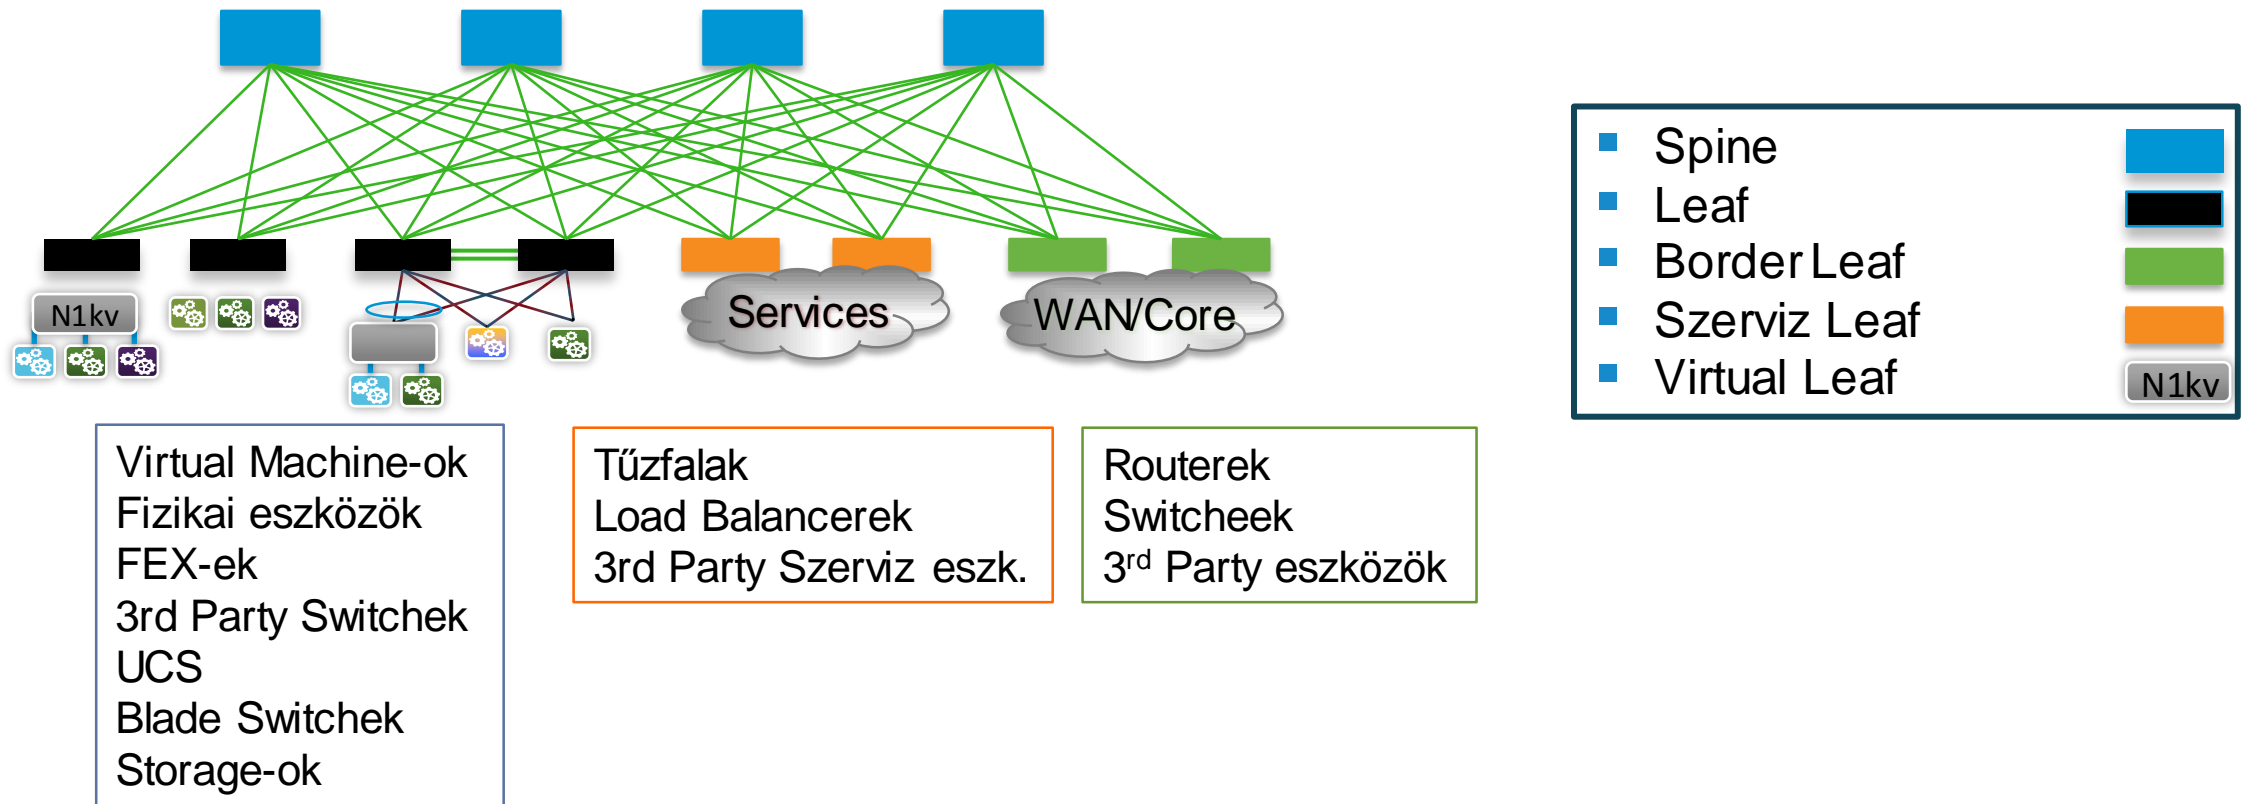 N1kv
Services
WAN/Core
Spine
Leaf
Border Leaf
Szerviz Leaf
Virtual Leaf
N1kv
Virtual Machine-ok
Fizikai eszközök
FEX-ek
3rd Party Switchek
UCS
Blade Switchek
Storage-ok
Tűzfalak
Load Balancerek
3rd Party Szerviz eszk.
Routerek
Switcheek
3rd Party eszközök